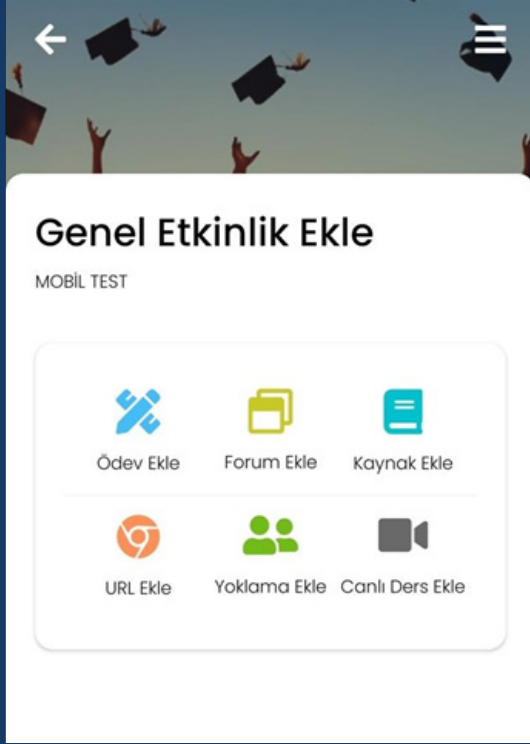 Genel Etkinlik Ekle
MOBİL TEST
Ödev Ekle Forum Ekle Kaynak Ekle
URL Ekle Yoklama Ekle Canlı Ders Ekle